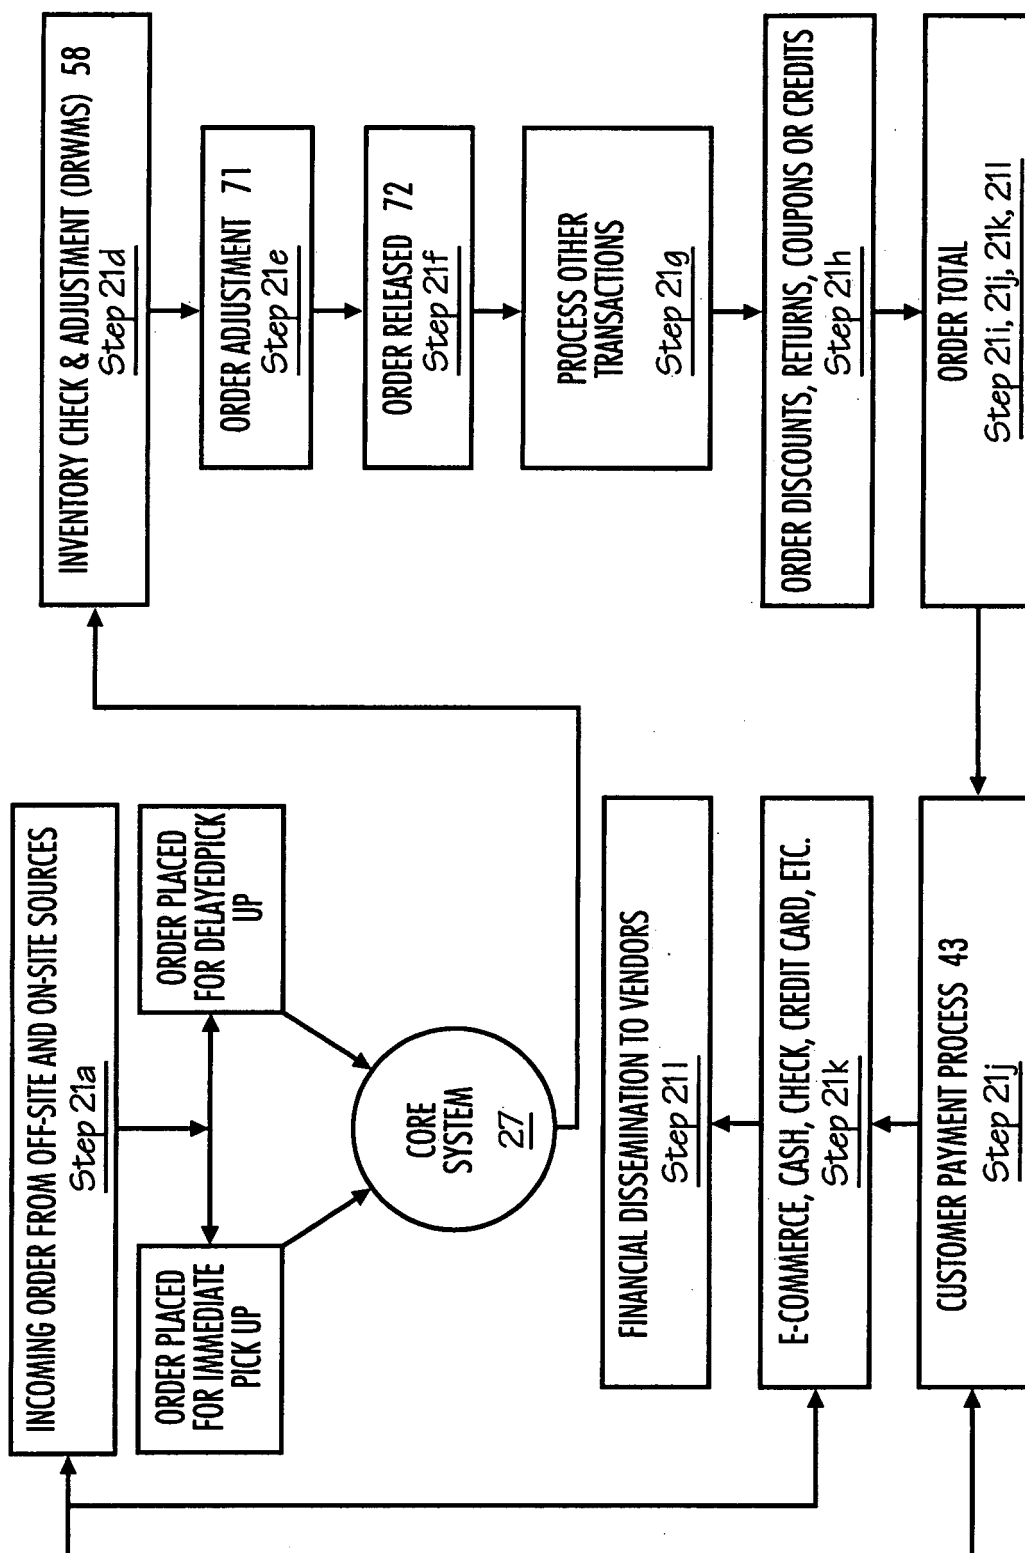 INCOMING ORDER FROM OFF-SITE AND ON-SITE SOURCES
Step 21a
ORDER PLACED
FOR IMMEDIATE
PICK UP
ORDER PLACED
FOR DELAYEDPICK
UP
CORE
SYSTEM
27
INVENTORY CHECK & ADJUSTMENT (DRWMS) 58
Step 21d
ORDER ADJUSTMENT 71
Step 21e
ORDER RELEASED 72
Step 21f
PROCESS OTHER
TRANSACTIONS
Step 21g
ORDER DISCOUNTS, RETURNS, COUPONS OR CREDITS
Step 21h
ORDER TOTAL
Step 21i, 21j, 21k, 21l
CUSTOMER PAYMENT PROCESS 43
Step 21j
E-COMMERCE, CASH, CHECK, CREDIT CARD, ETC.
Step 21k
FINANCIAL DISSEMINATION TO VENDORS
Step 21l